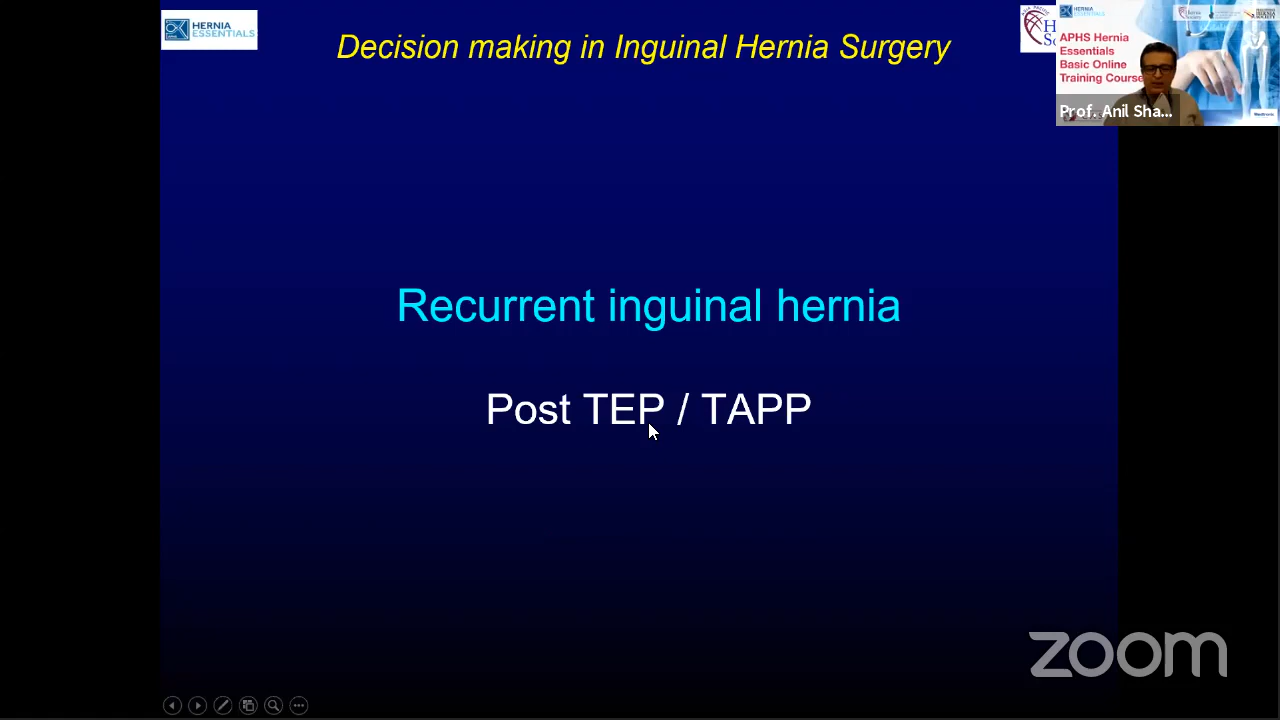 HERNIA
ESSENTIALS
Decision making in Inguinal Hernia Surgery
HERNIA
ESSENTIALS
APHS Hernia
Essentials
Basic Online
Training Course
Prof. Anil Sha...
Recurrent inguinal hernia
Post TEP / TAPP
zoom